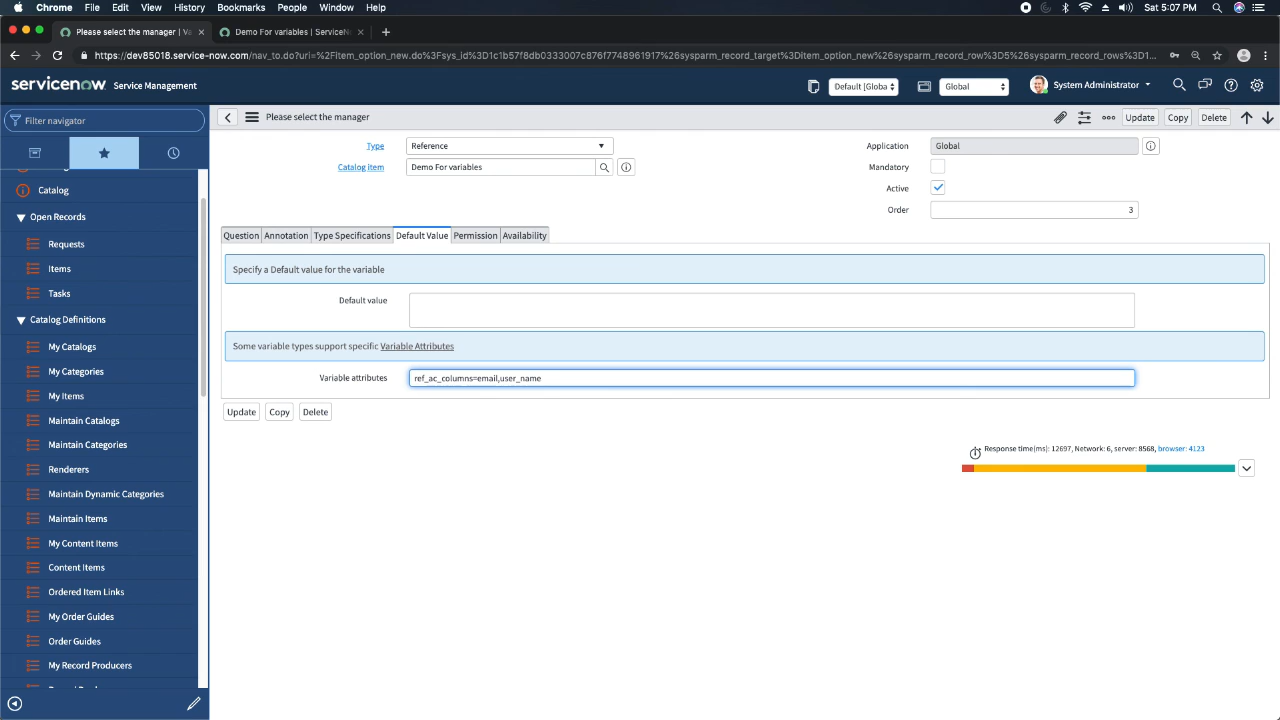 Chrome File Edit View History Bookmarks People Window Help
Sat 5:07 PM
Please select the manager | Va
Demo For variables | ServiceN
https://dev85018.service-now.com/nav_to.do?uri=%2Fitem_option_new.do%3Fsys_id%3D1c1b57f8db0333007c876f7748961917%26sysparm_record_target%3Ditem_option_new%26sysparm_record_row%3D5%26sysparm_record_rows%3D1...
servicenow Service Management
Default [Globa
Global
System Administrator
Filter navigator
Please select the manager
Update Copy Delete
Catalog
Open Records
Requests
Items
Tasks
Catalog Definitions
My Catalogs
My Categories
My Items
Maintain Catalogs
Maintain Categories
Renderers
Maintain Dynamic Categories
Maintain Items
My Content Items
Content Items
Ordered Item Links
My Order Guides
Order Guides
My Record Producers
Type Reference
Catalog item Demo For variables
Application Global
Mandatory
Active
Order 3
Question Annotation Type Specifications Default Value Permission Availability
Specify a Default value for the variable
Default value
Some variable types support specific Variable Attributes
Variable attributes ref_ac_columns=email,user_name
Update Copy Delete
Response time(ms): 12697, Network: 6, server: 8568, browser: 4123